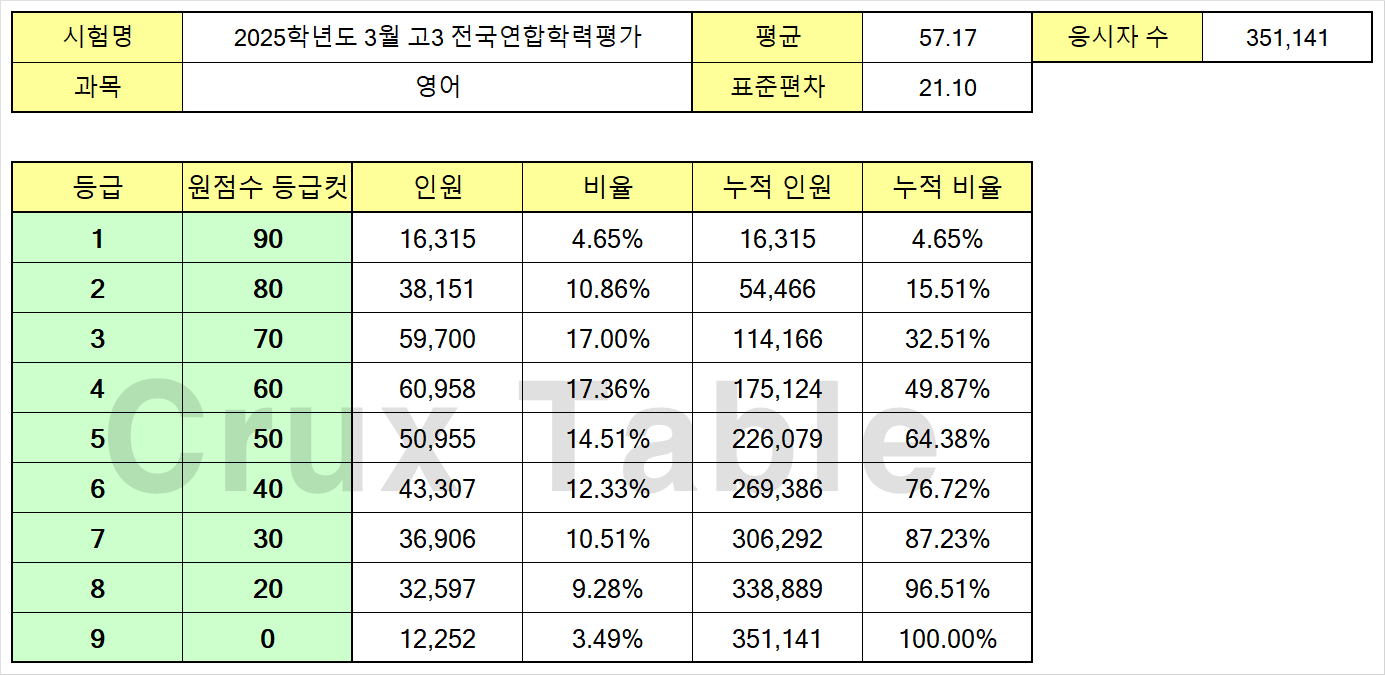 시험명 2025학년도 3월 고3 전국연합학력평가 평균 57.17 응시자 수 351,141
과목 영어 표준편차 21.10
등급 원점수 등급컷 인원 비율 누적 인원 누적 비율
1 90 16,315 4.65% 16,315 4.65%
2 80 38,151 10.86% 54,466 15.51%
3 70 59,700 17.00% 114,166 32.51%
4 60 60,958 17.36% 175,124 49.87%
5 50 50,955 14.51% 226,079 64.38%
6 40 43,307 12.33% 269,386 76.72%
7 30 36,906 10.51% 306,292 87.23%
8 20 32,597 9.28% 338,889 96.51%
9 0 12,252 3.49% 351,141 100.00%
Crux Table